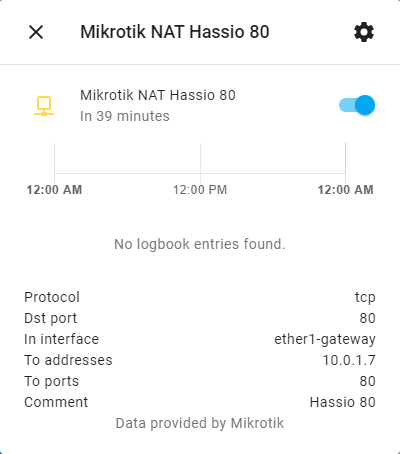 Mikrotik NAT Hassio 80
Mikrotik NAT Hassio 80
In 39 minutes
12:00 AM 12:00 PM 12:00 AM
No logbook entries found.
Protocol tcp
Dst port 80
In interface ether1-gateway
To addresses 10.0.1.7
To ports 80
Comment Hassio 80
Data provided by Mikrotik